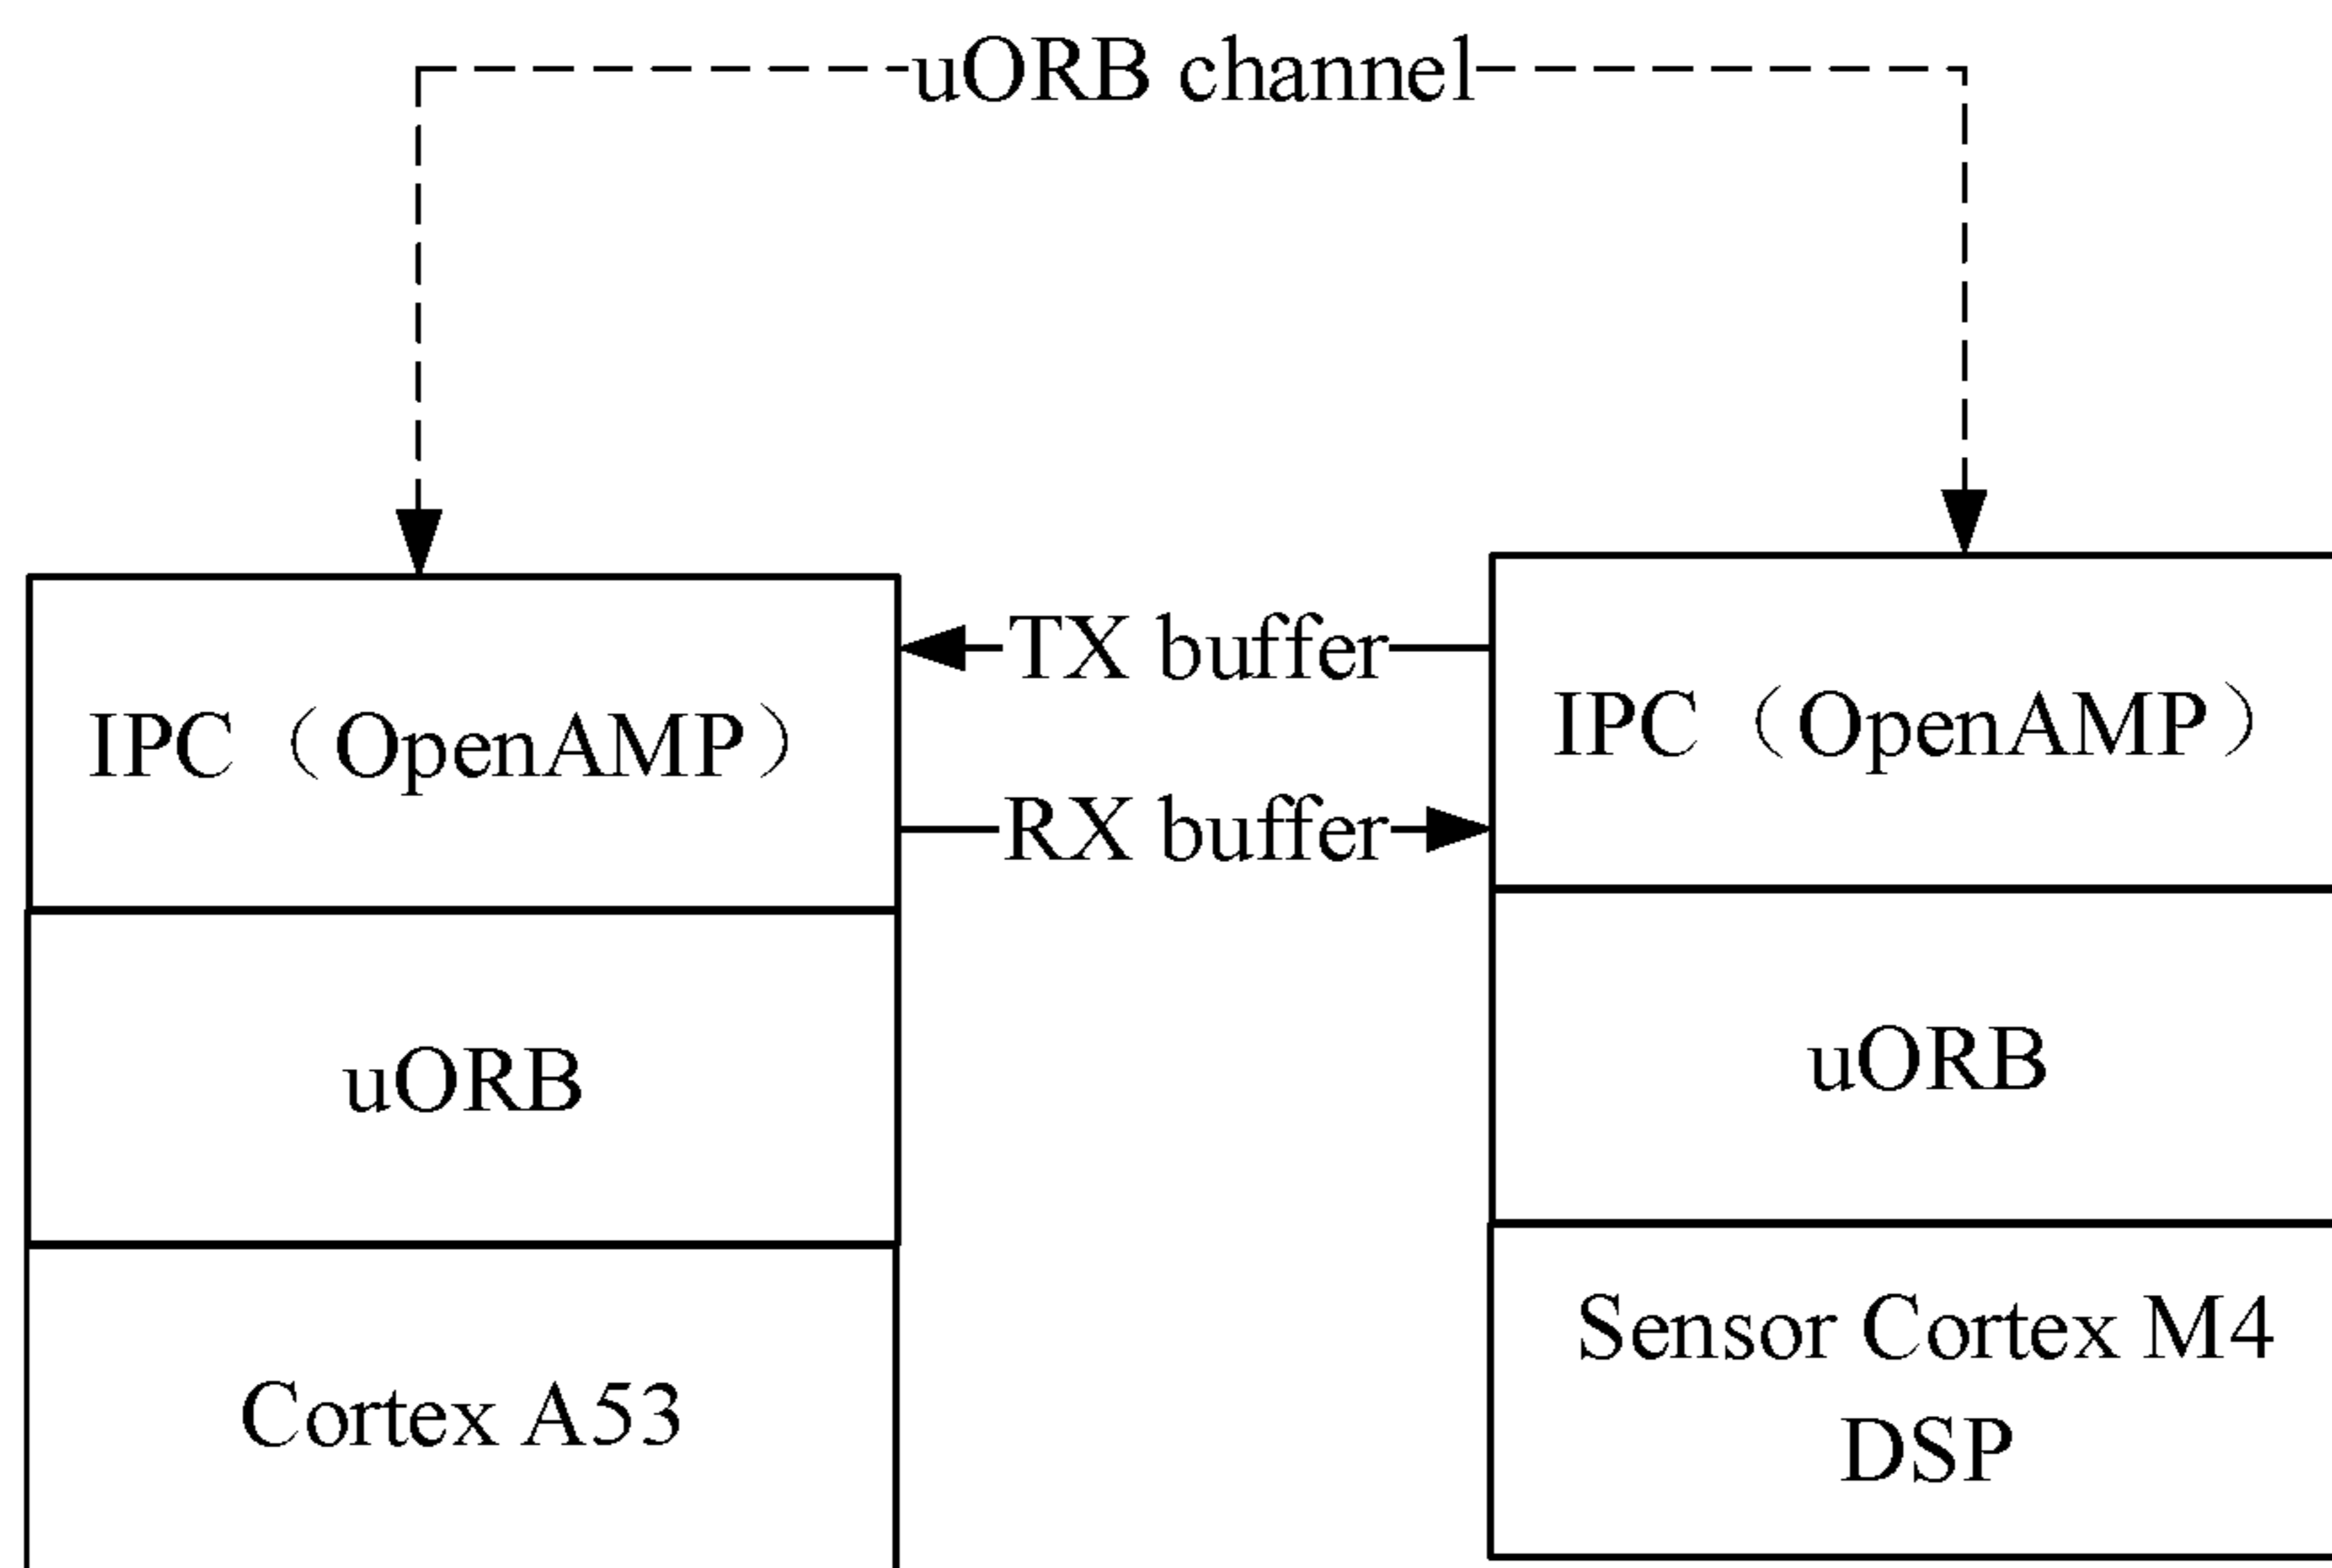 uORB channel
TX buffer
IPC （OpenAMP）
IPC （OpenAMP）
RX buffer
uORB
uORB
Cortex A53
Sensor Cortex M4
DSP